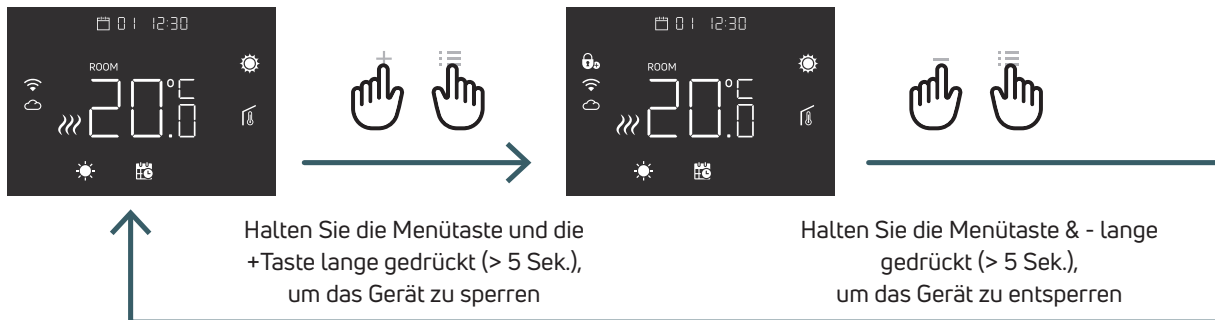 01 12:30
ROOM
20.0°C
01 12:30
ROOM
20.0°C
Halten Sie die Menütaste und die
+Taste lange gedrückt (> 5 Sek.),
um das Gerät zu sperren
Halten Sie die Menütaste & - lange
gedrückt (> 5 Sek.),
um das Gerät zu entsperren